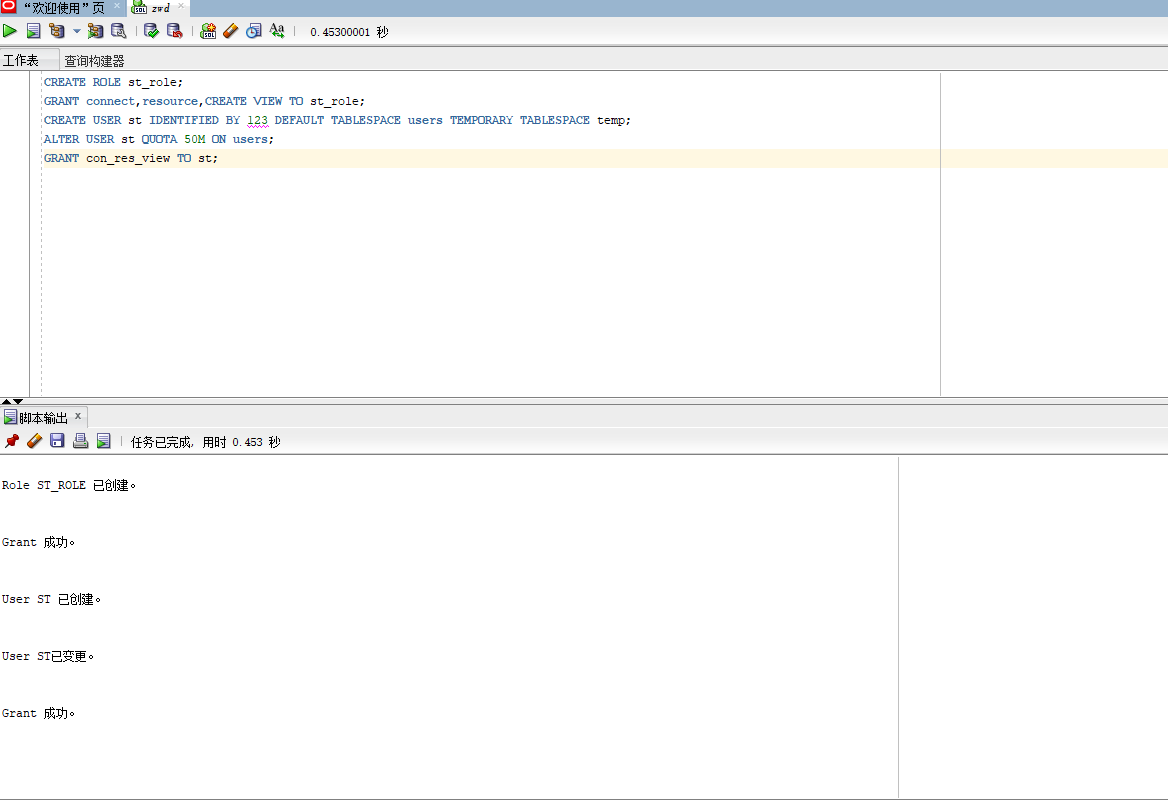 “欢迎使用”页
zwd
0.45300001 秒
工作表 查询构建器
CREATE ROLE st_role;
GRANT connect,resource,CREATE VIEW TO st_role;
CREATE USER st IDENTIFIED BY 123 DEFAULT TABLESPACE users TEMPORARY TABLESPACE temp;
ALTER USER st QUOTA 50M ON users;
GRANT con_res_view TO st;
脚本输出 x
任务已完成, 用时 0.453 秒
Role ST_ROLE 已创建。
Grant 成功。
User ST 已创建。
User ST已变更。
Grant 成功。